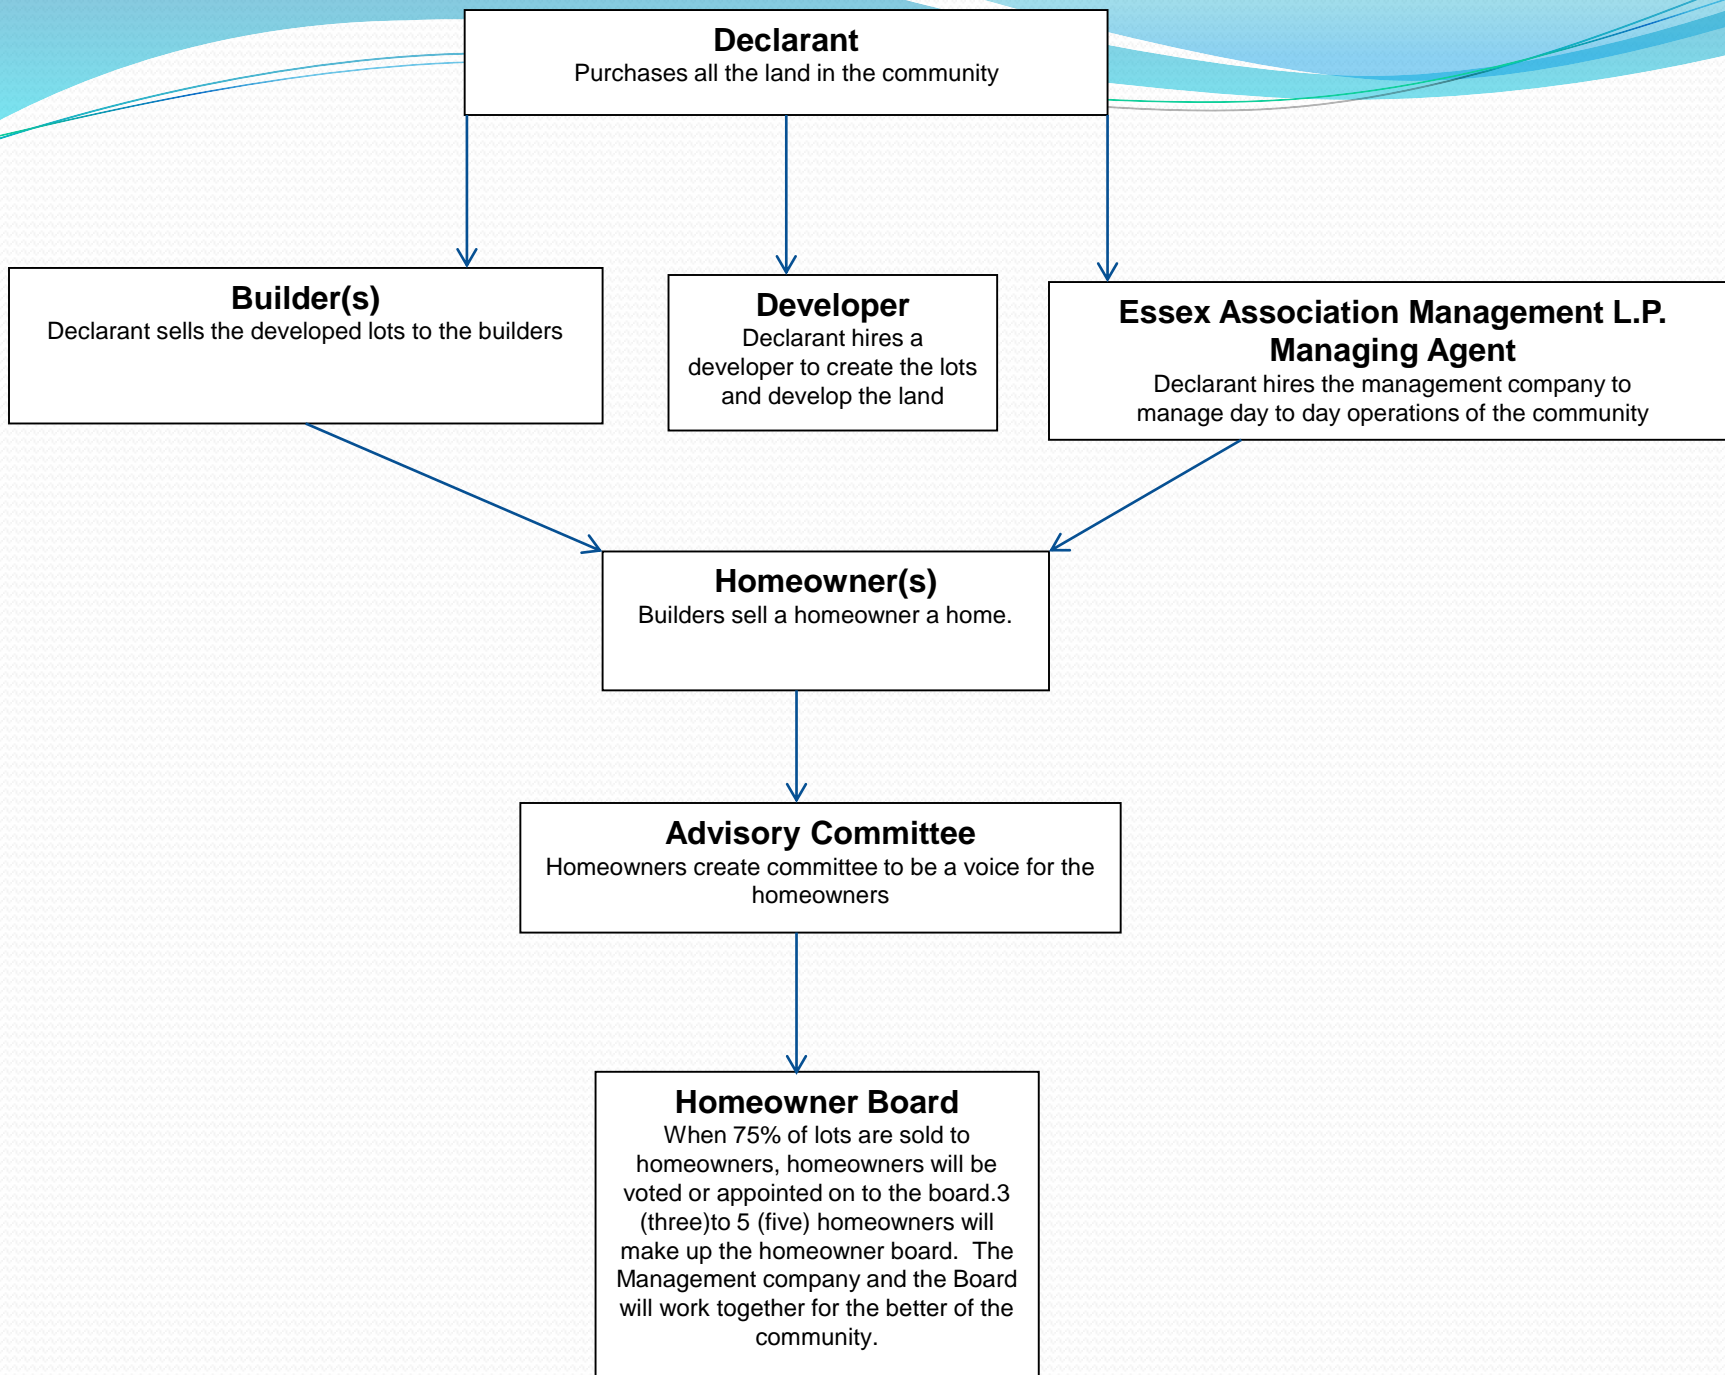 Declarant
Purchases all the land in the community
Builder(s)
Declarant sells the developed lots to the builders
Developer
Declarant hires a
developer to create the lots
and develop the land
Essex Association Management L.P.
Managing Agent
Declarant hires the management company to
manage day to day operations of the community
Homeowner(s)
Builders sell a homeowner a home.
Advisory Committee
Homeowners create committee to be a voice for the
homeowners
Homeowner Board
When 75% of lots are sold to
homeowners, homeowners will be
voted or appointed on to the board.3
(three)to 5 (five) homeowners will
make up the homeowner board.  The
Management company and the Board
will work together for the better of the
community.